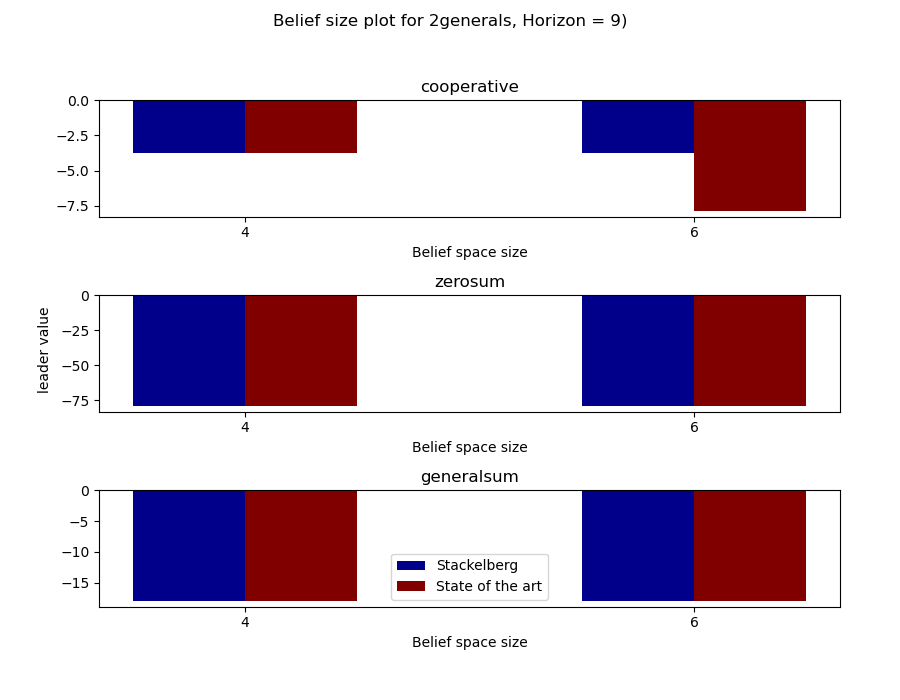 Belief size plot for 2generals, Horizon = 9)
cooperative
0.0
−2.5
−5.0
−7.5
4
6
Belief space size
zerosum
0
−25
−50
−75
leader value
4
6
Belief space size
generalsum
0
−5
−10
−15
Stackelberg
State of the art
4
6
Belief space size